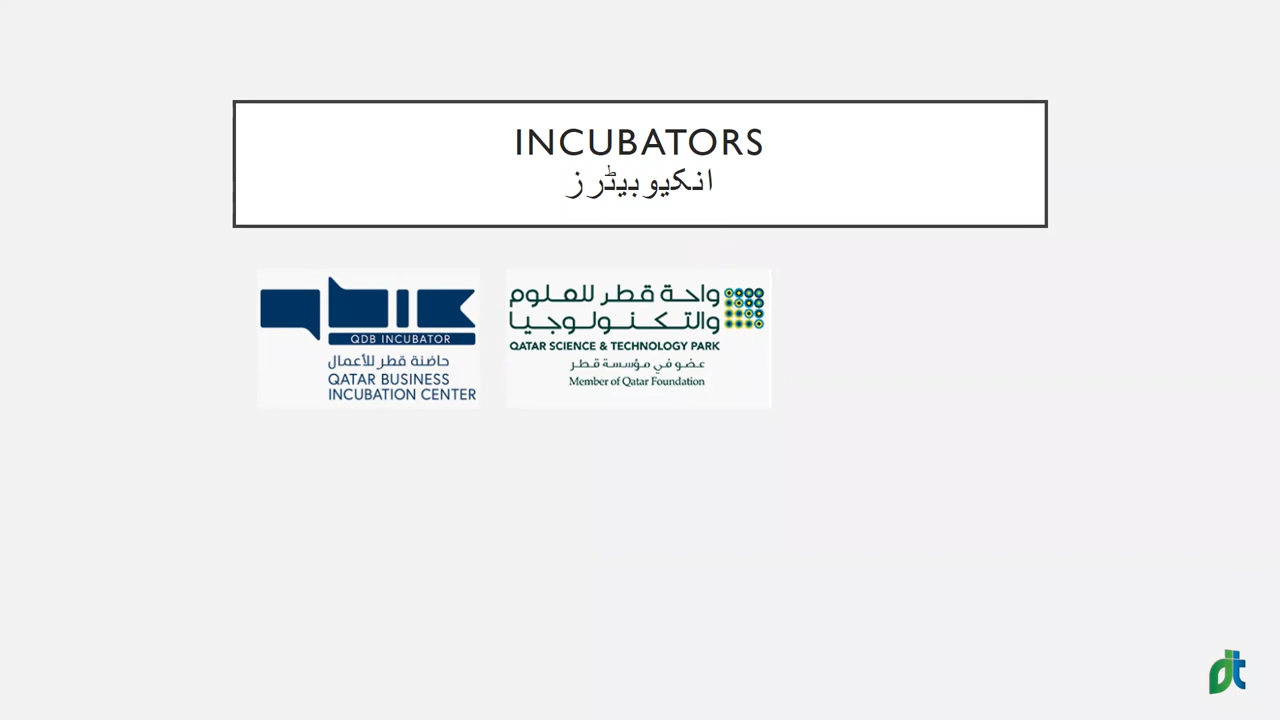 INCUBATORS
انکیوبیٹرز
QDB INCUBATOR
حاضنة قطر للأعمال
QATAR BUSINESS
INCUBATION CENTER
واحة قطر للعلوم
والتكنولوجيا
QATAR SCIENCE & TECHNOLOGY PARK
عضو في مؤسسة قطر
Member of Qatar Foundation